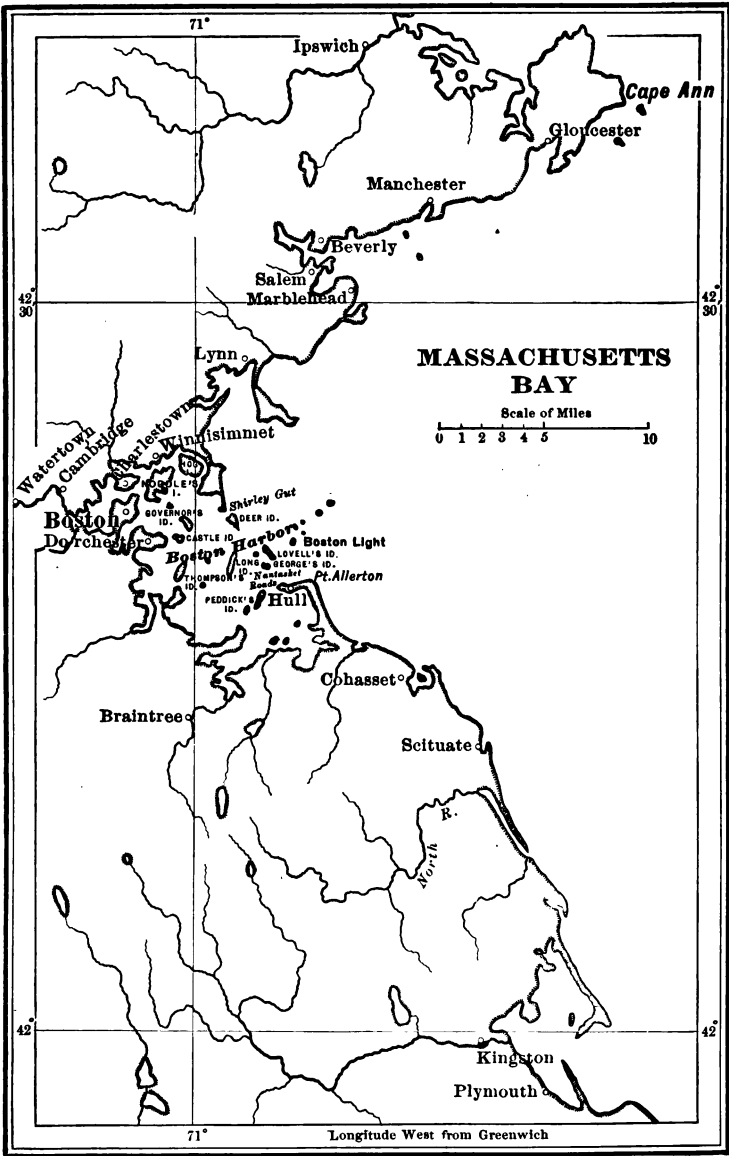 71°
Ipswich
Cape Ann
Gloucester
Manchester
Beverly
Salem
Marblehead
42°
30
42°
30
Lynn
MASSACHUSETTS
BAY
Scale of Miles
0 1 2 3 4 5 10
Watertown
Cambridge
Charlestown
Winnisimmet
HOG
I.
NODDLE'S
I.
Shirley Gut
GOVERNOR'S
ID.
DEER ID.
Boston
Dorchester
CASTLE ID
Boston Harbor
Boston Light
LOVELL'S ID.
LONG
ID.
GEORGE'S ID.
THOMPSON'S
ID.
Nantasket
Roads
Pt. Allerton
PEDDICK'S
ID.
Hull
Cohasset
Braintree
Scituate
North R.
42°
42°
Kingston
Plymouth
71°
Longitude West from Greenwich